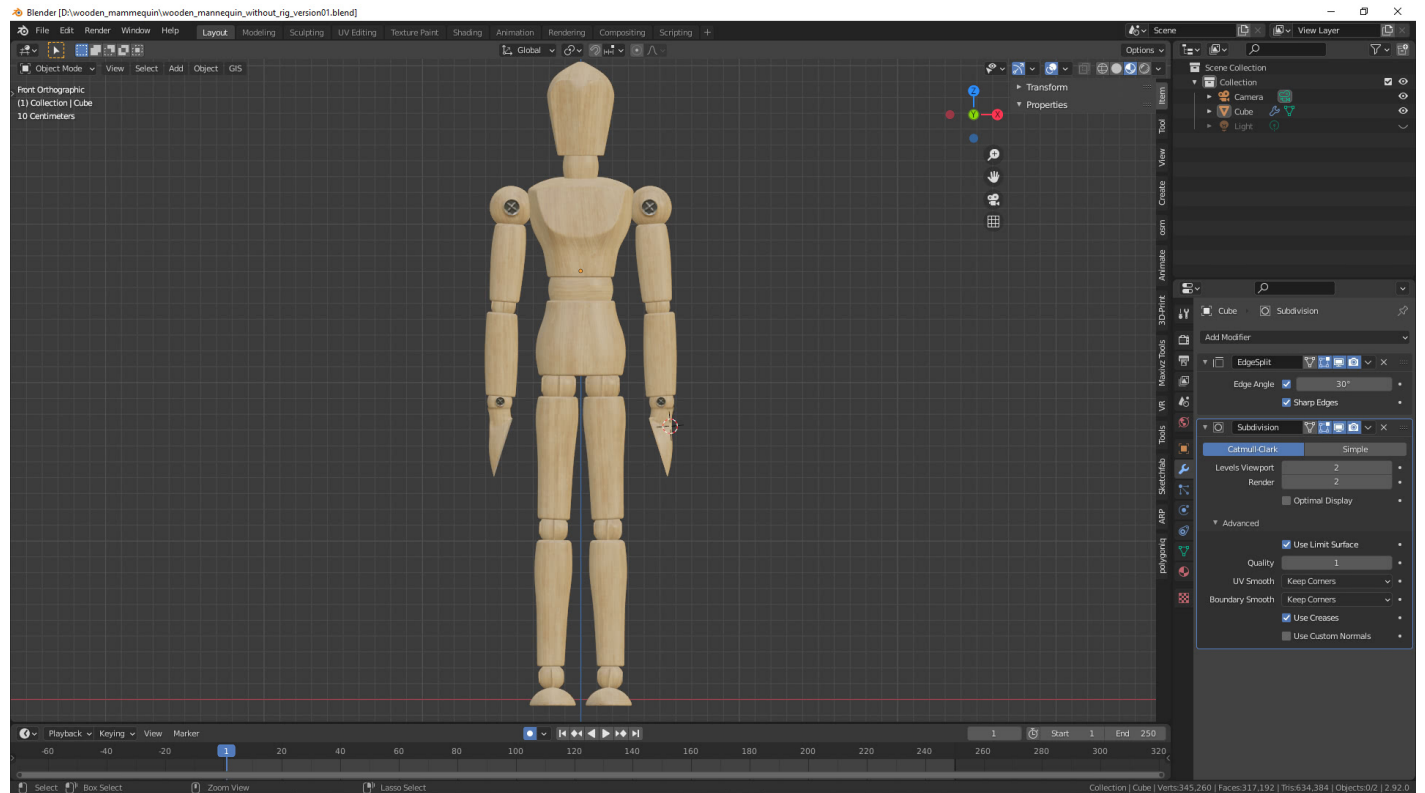 Blender [D:\wooden_mammequin\wooden_mannequin_without_rig_version01.blend]
File Edit Render Window Help Layout Modeling Sculpting UV Editing Texture Paint Shading Animation Rendering Compositing Scripting + Scene View Layer
Global Options
Object Mode View Select Add Object GIS
Front Orthographic
(1) Collection | Cube
10 Centimeters
Z
Y
X
Transform
Properties
Item
Tool
View
Create
osm
Animate
3D-Print
Maxivz Tools
VR
Tools
Sketchfab
ARP
polygoniq
Scene Collection
Collection
Camera
Cube
Light
Cube Subdivision
Add Modifier
EdgeSplit
Edge Angle 30°
Sharp Edges
Subdivision
Catmull-Clark Simple
Levels Viewport 2
Render 2
Optimal Display
Advanced
Use Limit Surface
Quality 1
UV Smooth Keep Corners
Boundary Smooth Keep Corners
Use Creases
Use Custom Normals
Playback Keying View Marker 1 Start 1 End 250
-60 -40 -20 1 20 40 60 80 100 120 140 160 180 200 220 240 260 280 300 320
Select Box Select Zoom View Lasso Select Collection | Cube | Verts:345,260 | Faces:317,192 | Tris:634,384 | Objects:0/2 | 2.92.0